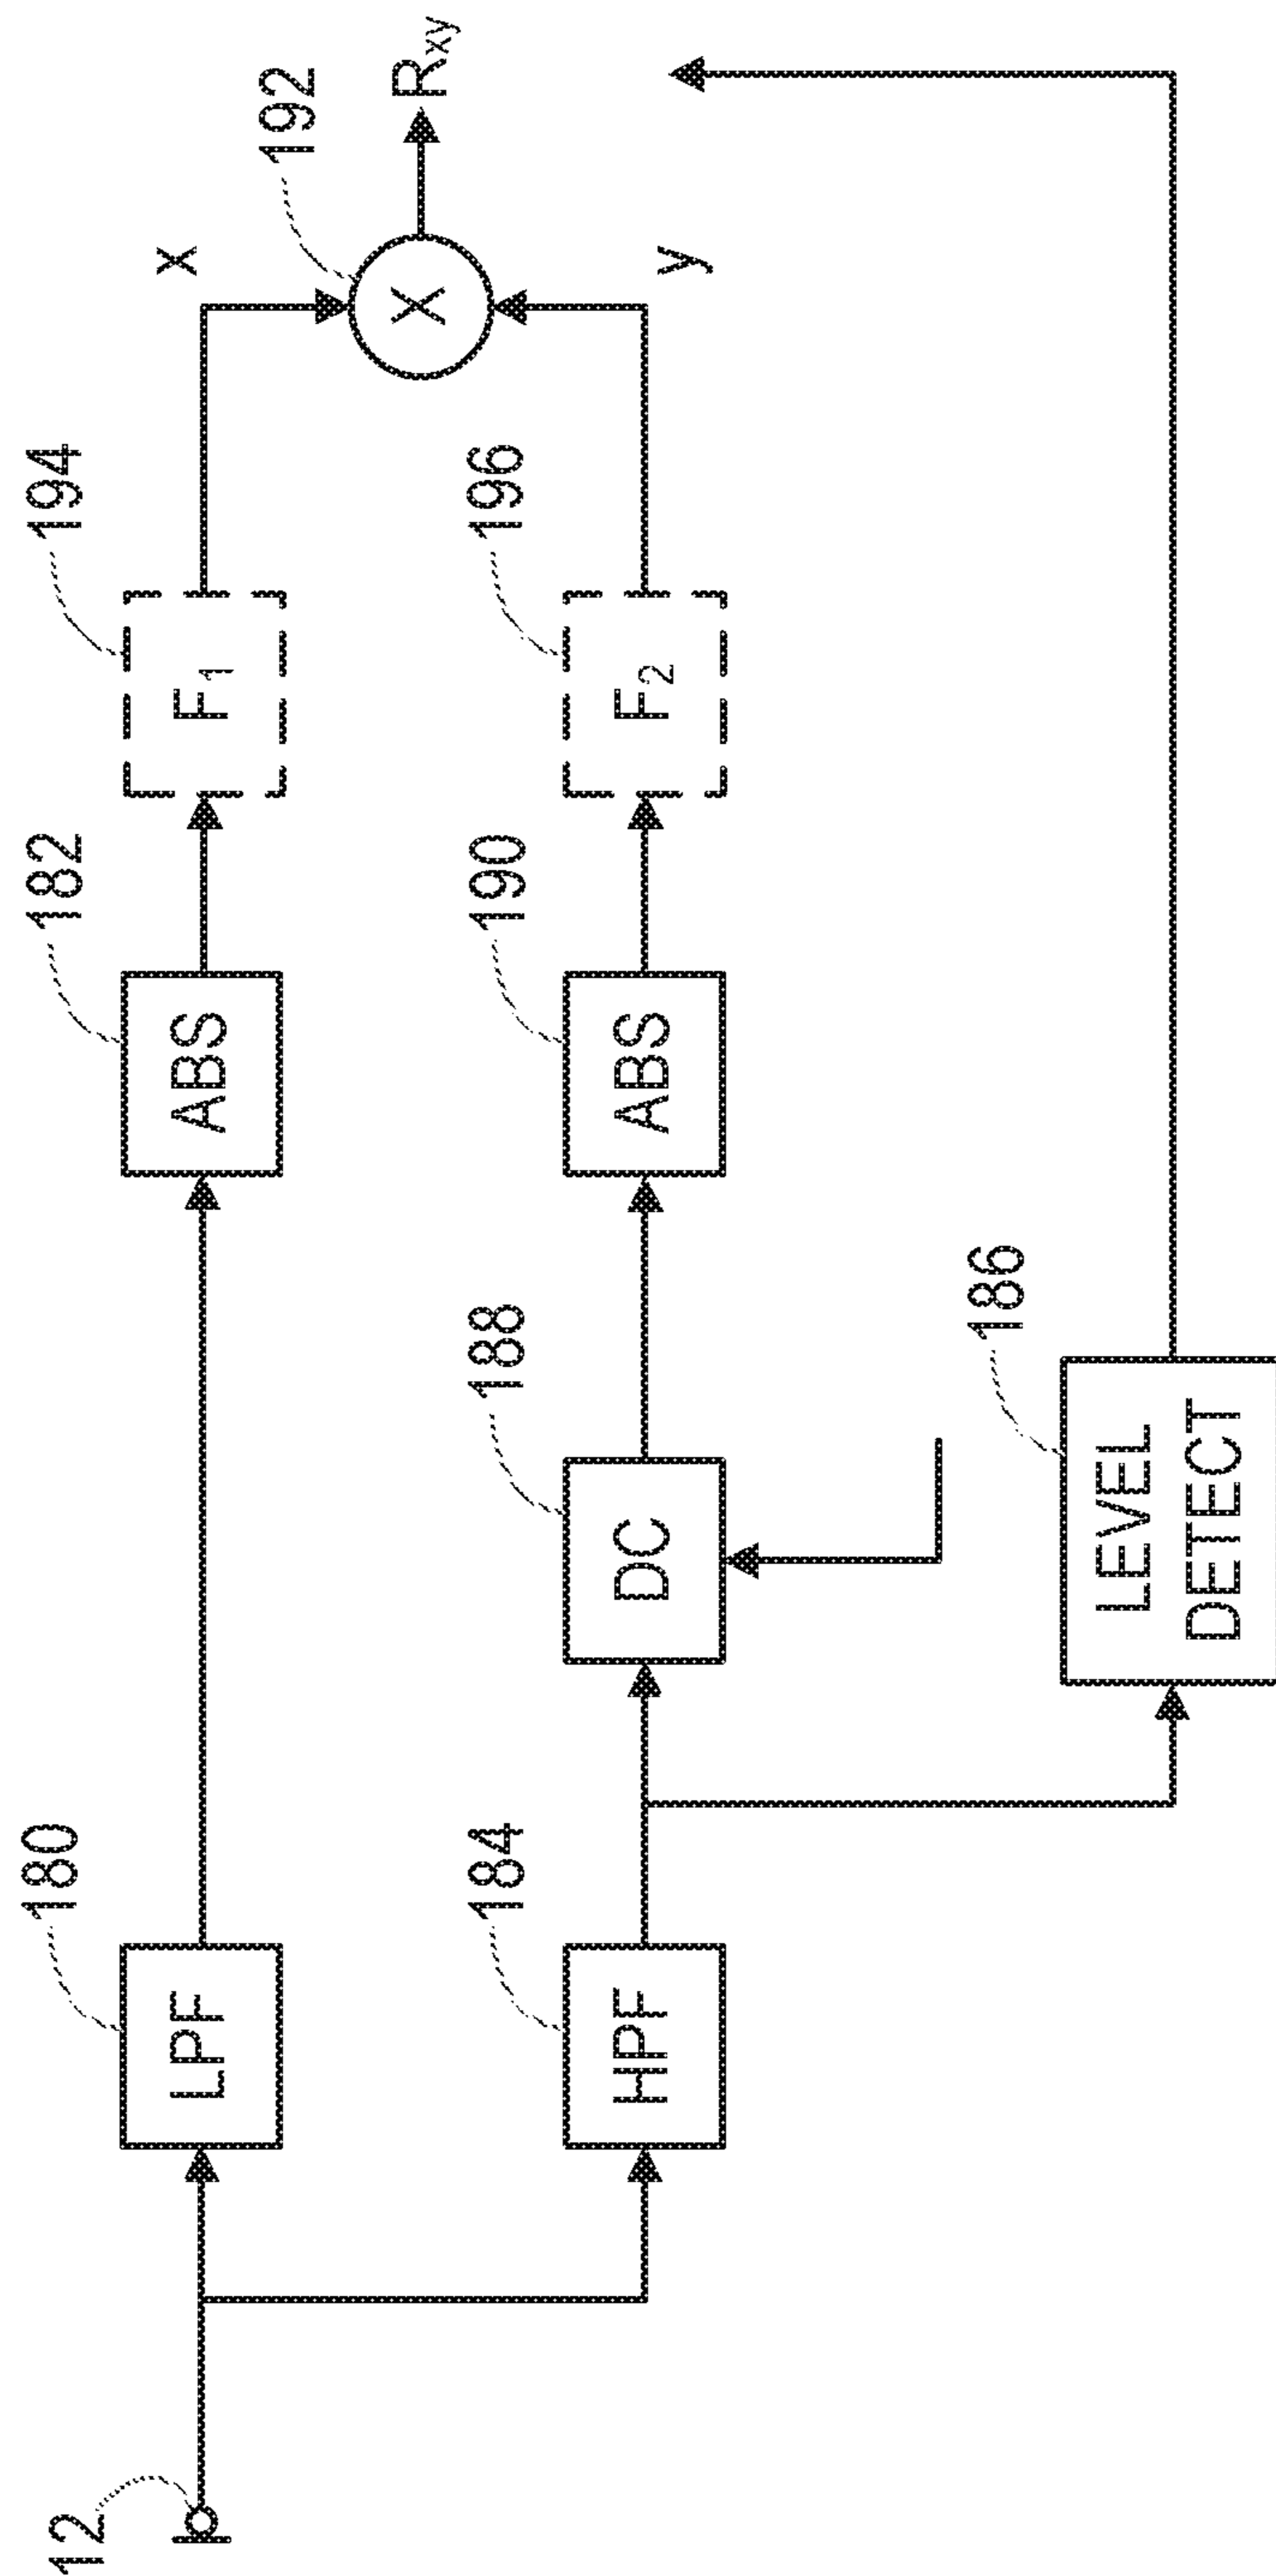 12
180
LPF
182
ABS
194
F₁
x
192
X
Rxy
184
HPF
188
DC
190
ABS
196
F₂
y
186
LEVEL
DETECT